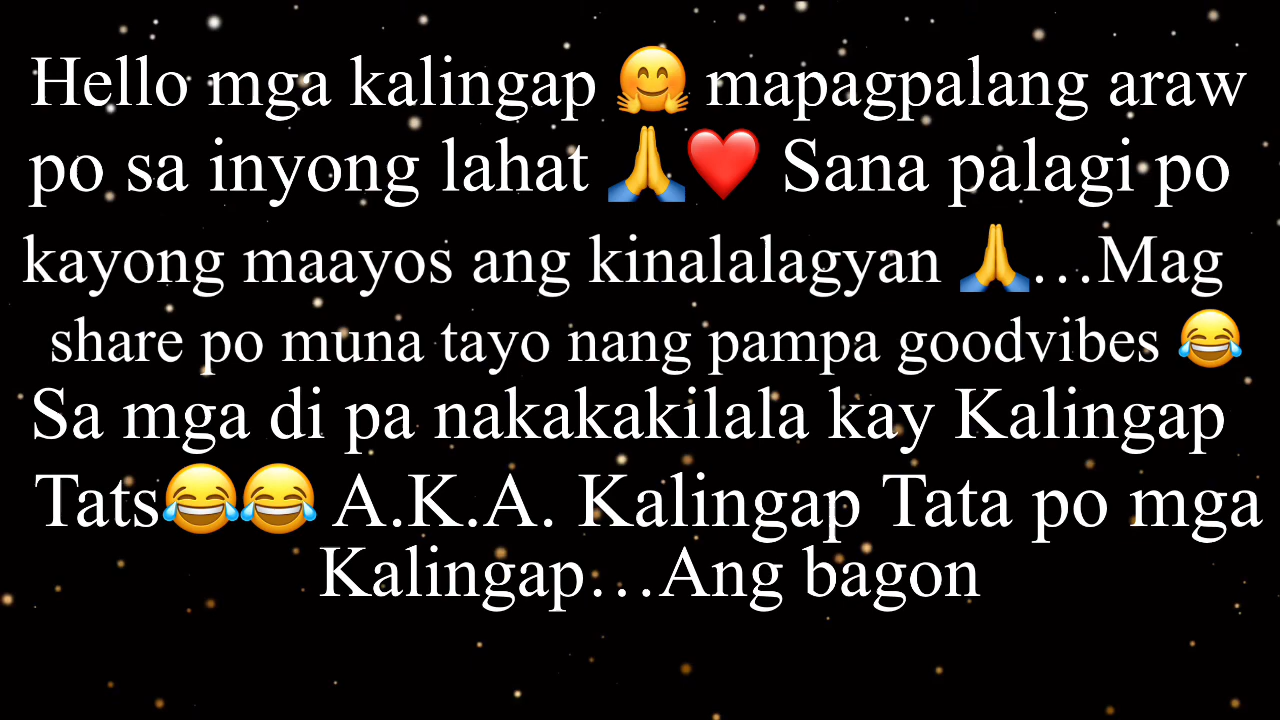 Hello mga kalingap 🤗 mapagpalang araw
po sa inyong lahat 🙏❤️ Sana palagi po
kayong maayos ang kinalalagyan 🙏…Mag
share po muna tayo nang pampa goodvibes 😂
Sa mga di pa nakakakilala kay Kalingap
Tats😂😂 A.K.A. Kalingap Tata po mga
Kalingap…Ang bagon